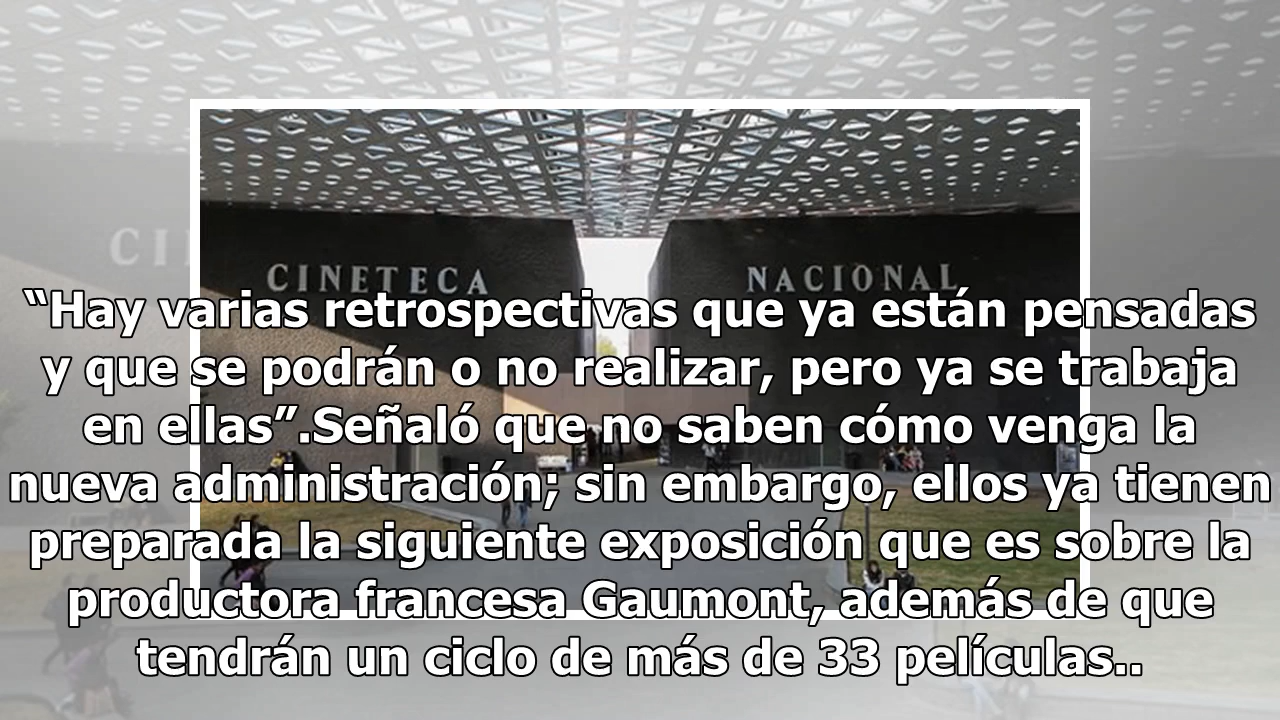 CI
CINETECA
NACIONAL
“Hay varias retrospectivas que ya están pensadas
y que se podrán o no realizar, pero ya se trabaja
en ellas”.Señaló que no saben cómo venga la
nueva administración; sin embargo, ellos ya tienen
preparada la siguiente exposición que es sobre la
productora francesa Gaumont, además de que
tendrán un ciclo de más de 33 películas..